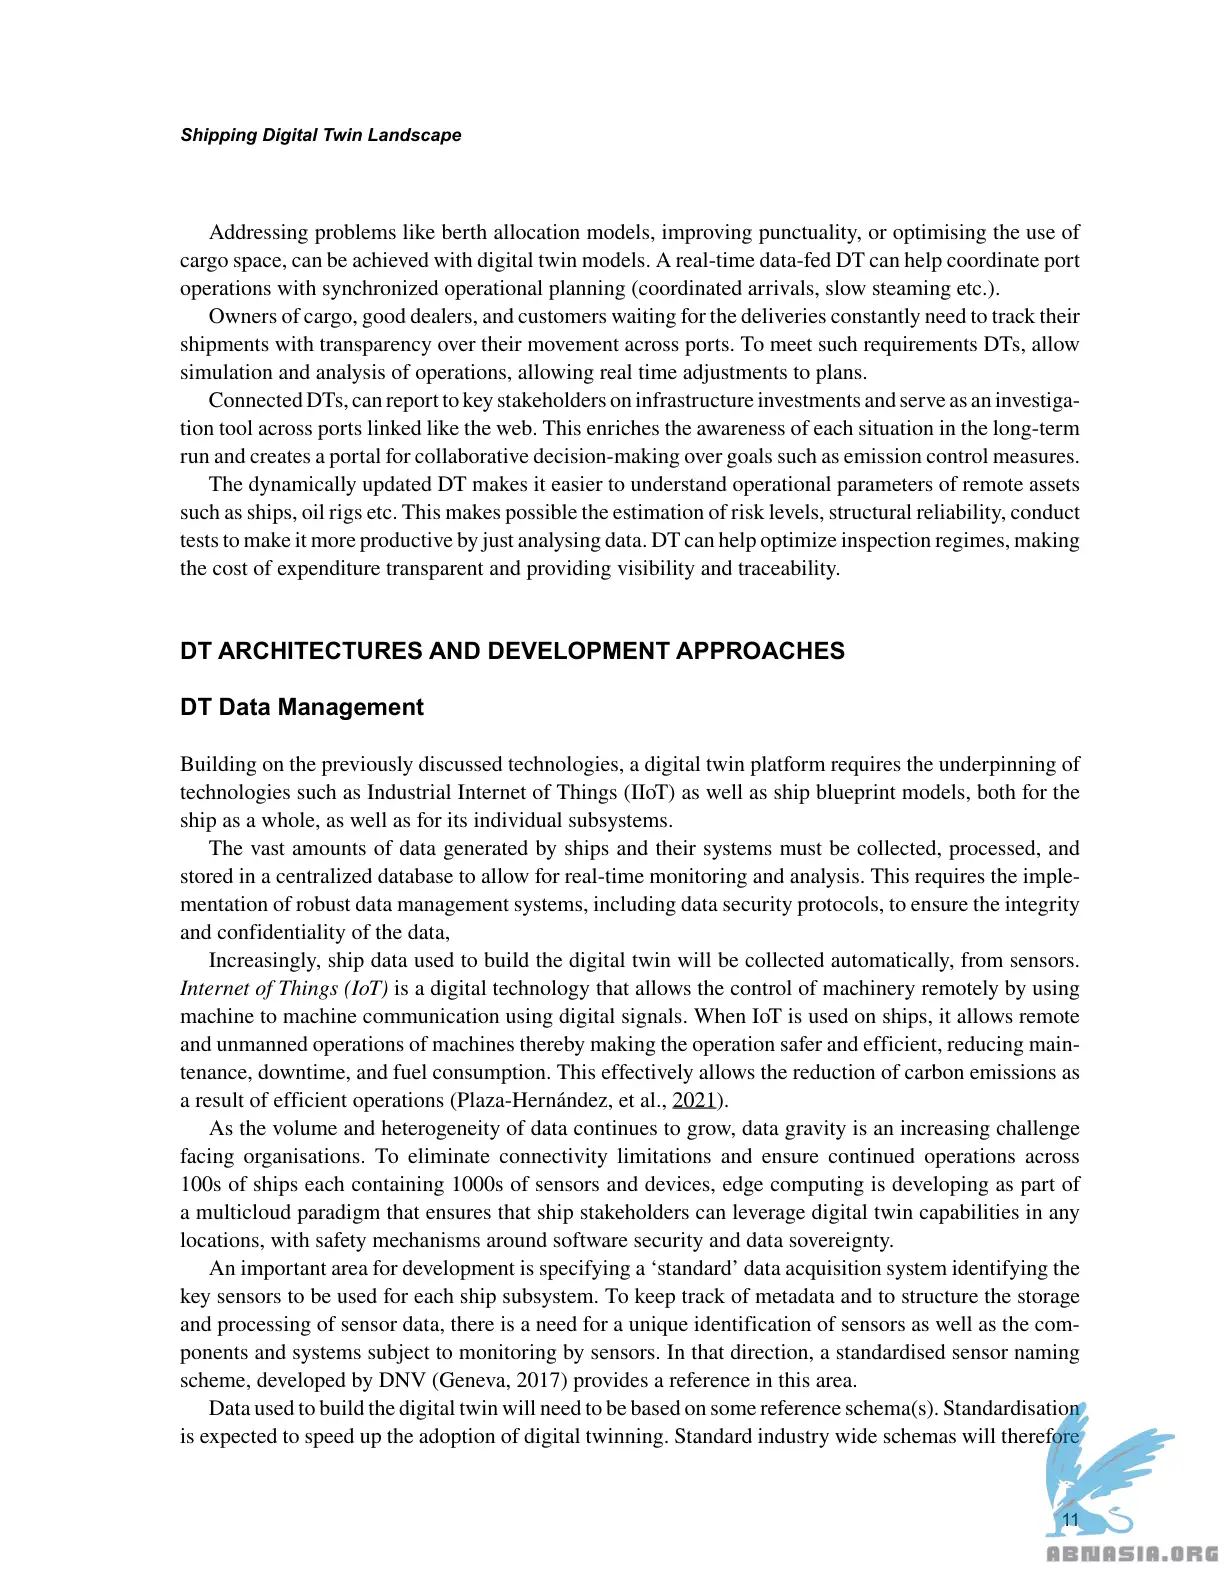 Shipping Digital Twin Landscape
Addressing problems like berth allocation models, improving punctuality, or optimising the use of
cargo space, can be achieved with digital twin models. A real-time data-fed DT can help coordinate port
operations with synchronized operational planning (coordinated arrivals, slow steaming etc.).
Owners of cargo, good dealers, and customers waiting for the deliveries constantly need to track their
shipments with transparency over their movement across ports. To meet such requirements DTs, allow
simulation and analysis of operations, allowing real time adjustments to plans.
Connected DTs, can report to key stakeholders on infrastructure investments and serve as an investiga-
tion tool across ports linked like the web. This enriches the awareness of each situation in the long-term
run and creates a portal for collaborative decision-making over goals such as emission control measures.
The dynamically updated DT makes it easier to understand operational parameters of remote assets
such as ships, oil rigs etc. This makes possible the estimation of risk levels, structural reliability, conduct
tests to make it more productive by just analysing data. DT can help optimize inspection regimes, making
the cost of expenditure transparent and providing visibility and traceability.
DT ARCHITECTURES AND DEVELOPMENT APPROACHES
DT Data Management
Building on the previously discussed technologies, a digital twin platform requires the underpinning of
technologies such as Industrial Internet of Things (IIoT) as well as ship blueprint models, both for the
ship as a whole, as well as for its individual subsystems.
The vast amounts of data generated by ships and their systems must be collected, processed, and
stored in a centralized database to allow for real-time monitoring and analysis. This requires the imple-
mentation of robust data management systems, including data security protocols, to ensure the integrity
and confidentiality of the data,
Increasingly, ship data used to build the digital twin will be collected automatically, from sensors.
Internet of Things (IoT) is a digital technology that allows the control of machinery remotely by using
machine to machine communication using digital signals. When IoT is used on ships, it allows remote
and unmanned operations of machines thereby making the operation safer and efficient, reducing main-
tenance, downtime, and fuel consumption. This effectively allows the reduction of carbon emissions as
a result of efficient operations (Plaza-Hernández, et al., 2021).
As the volume and heterogeneity of data continues to grow, data gravity is an increasing challenge
facing organisations. To eliminate connectivity limitations and ensure continued operations across
100s of ships each containing 1000s of sensors and devices, edge computing is developing as part of
a multicloud paradigm that ensures that ship stakeholders can leverage digital twin capabilities in any
locations, with safety mechanisms around software security and data sovereignty.
An important area for development is specifying a ‘standard’ data acquisition system identifying the
key sensors to be used for each ship subsystem. To keep track of metadata and to structure the storage
and processing of sensor data, there is a need for a unique identification of sensors as well as the com-
ponents and systems subject to monitoring by sensors. In that direction, a standardised sensor naming
scheme, developed by DNV (Geneva, 2017) provides a reference in this area.
Data used to build the digital twin will need to be based on some reference schema(s). Standardisation
is expected to speed up the adoption of digital twinning. Standard industry wide schemas will therefore
11
ABNASIA.ORG